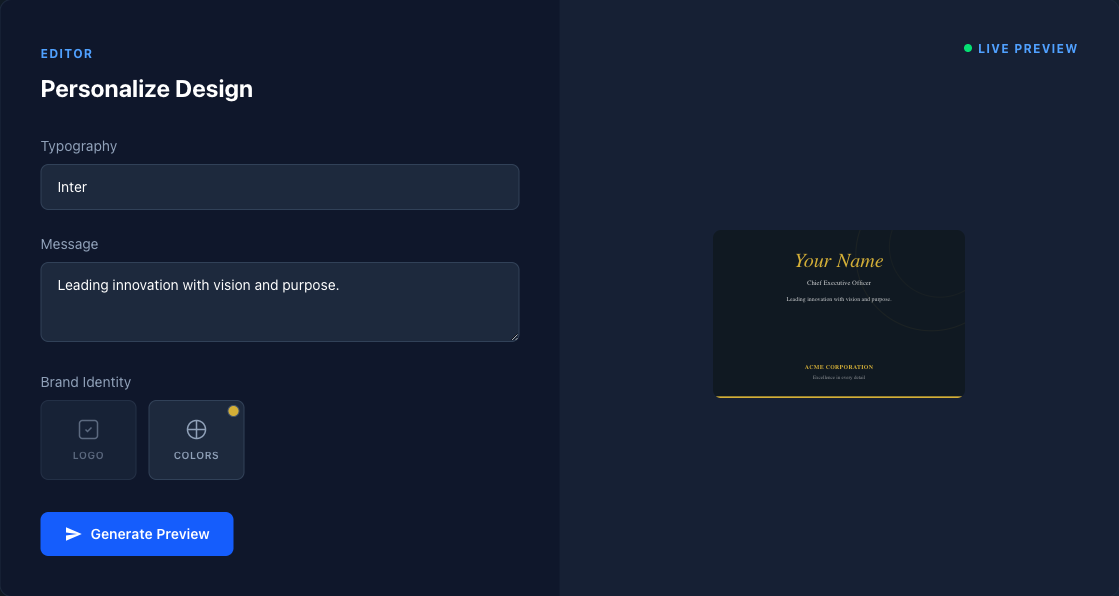 EDITOR
Personalize Design
Typography
Inter
Message
Leading innovation with vision and purpose.
Brand Identity
LOGO
COLORS
Generate Preview
LIVE PREVIEW
Your Name
Chief Executive Officer
Leading innovation with vision and purpose.
ACME CORPORATION
Excellence in every detail